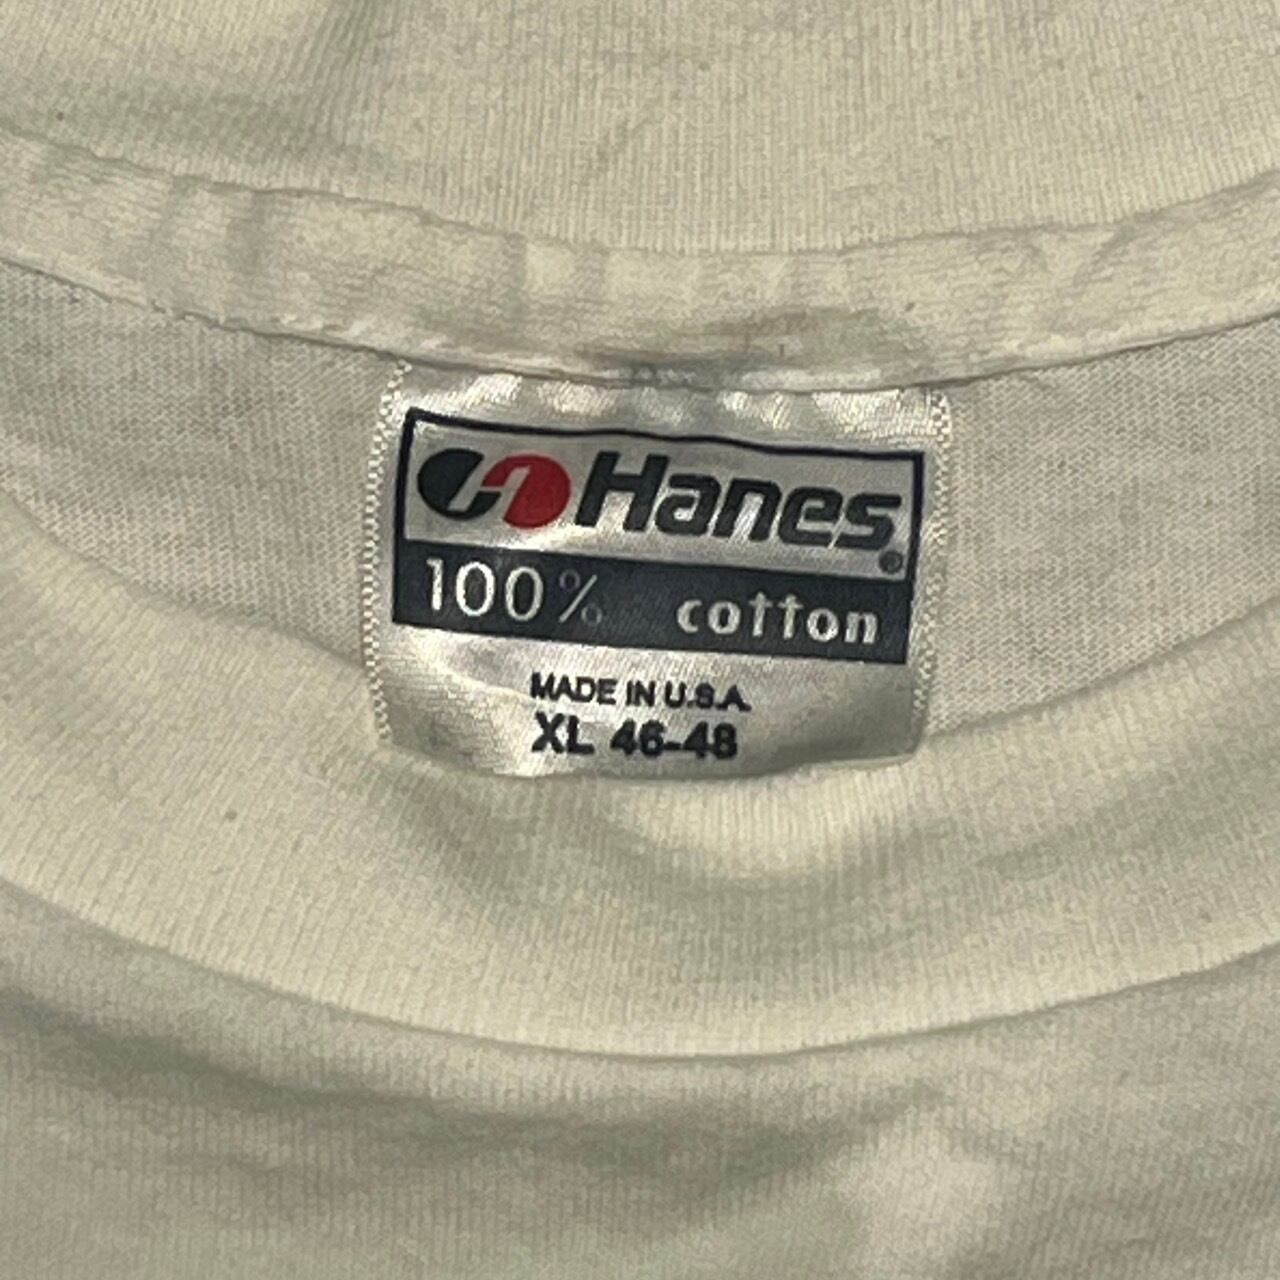 Hanes®
100% cotton
MADE IN U.S.A.
XL 46-48